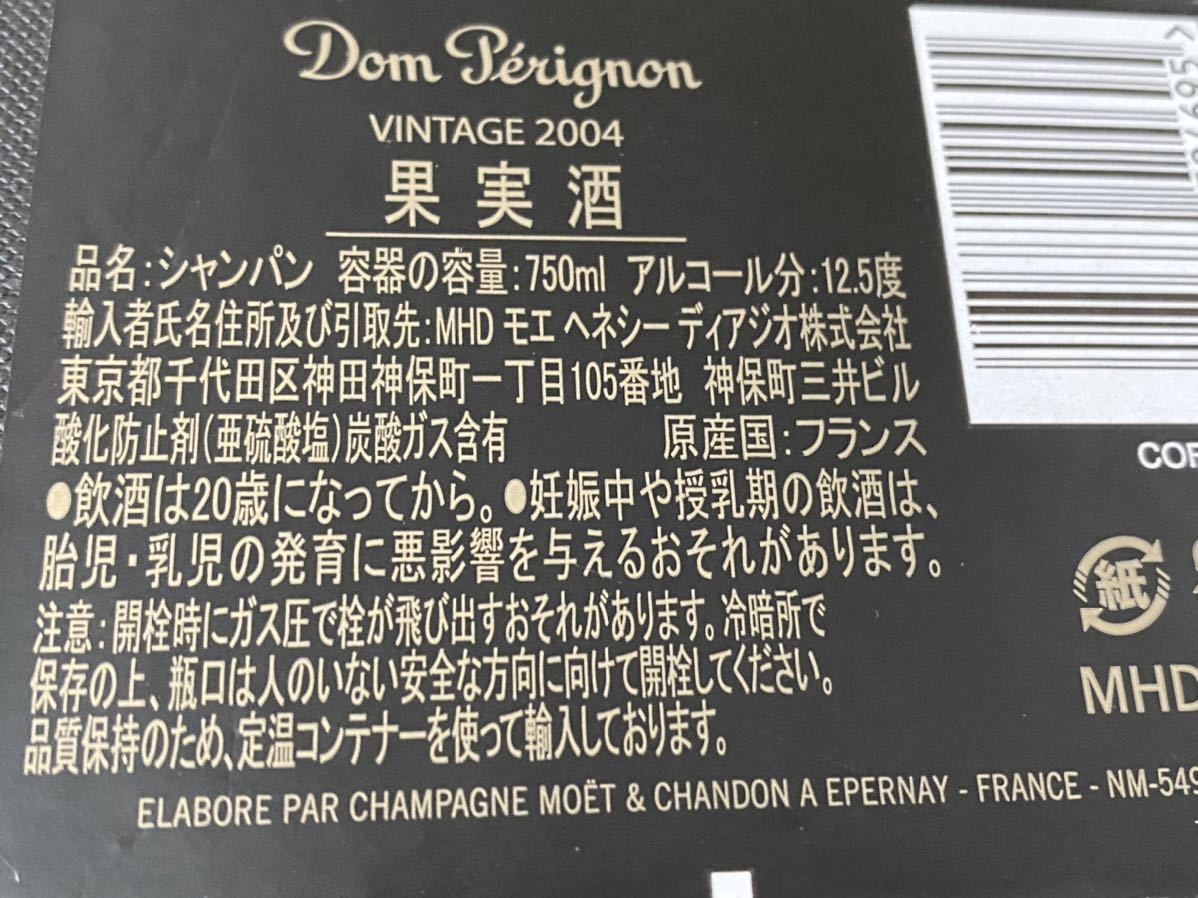 Dom Pérignon
VINTAGE 2004
果実酒
品名:シャンパン 容器の容量:750ml アルコール分:12.5度
輸入者氏名住所及び引取先:MHD モエ ヘネシー ディアジオ株式会社
東京都千代田区神田神保町一丁目105番地 神保町三井ビル
酸化防止剤(亜硫酸塩)炭酸ガス含有 原産国:フランス
●飲酒は20歳になってから。●妊娠中や授乳期の飲酒は、
胎児・乳児の発育に悪影響を与えるおそれがあります。
注意:開栓時にガス圧で栓が飛び出すおそれがあります。冷暗所で
保存の上、瓶口は人のいない安全な方向に向けて開栓してください。
品質保持のため、定温コンテナーを使って輸入しております。
ELABORE PAR CHAMPAGNE MOËT & CHANDON A EPERNAY - FRANCE - NM-549
紙
MHD